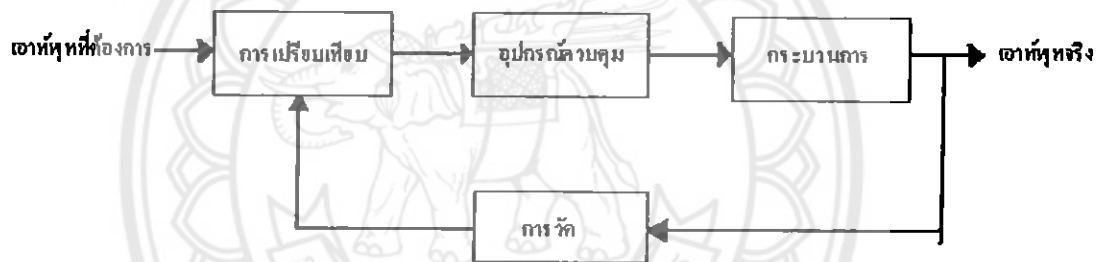 เอาท์พุทที่ต้องการ
การเปรียบเทียบ
อุปกรณ์ควบคุม
กระบวนการ
เอาท์พุทจริง
การวัด